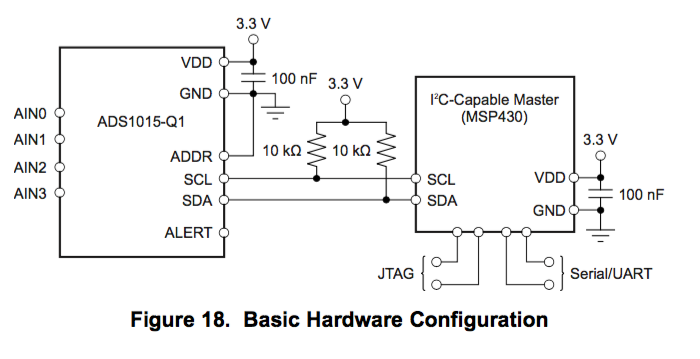 3.3 V
VDD
100 nF
GND
3.3 V
AIN0
AIN1
AIN2
AIN3
ADS1015-Q1
ADDR
10 kΩ
10 kΩ
SCL
SDA
ALERT
I²C-Capable Master
(MSP430)
3.3 V
SCL
SDA
VDD
100 nF
GND
JTAG
Serial/UART
Figure 18. Basic Hardware Configuration